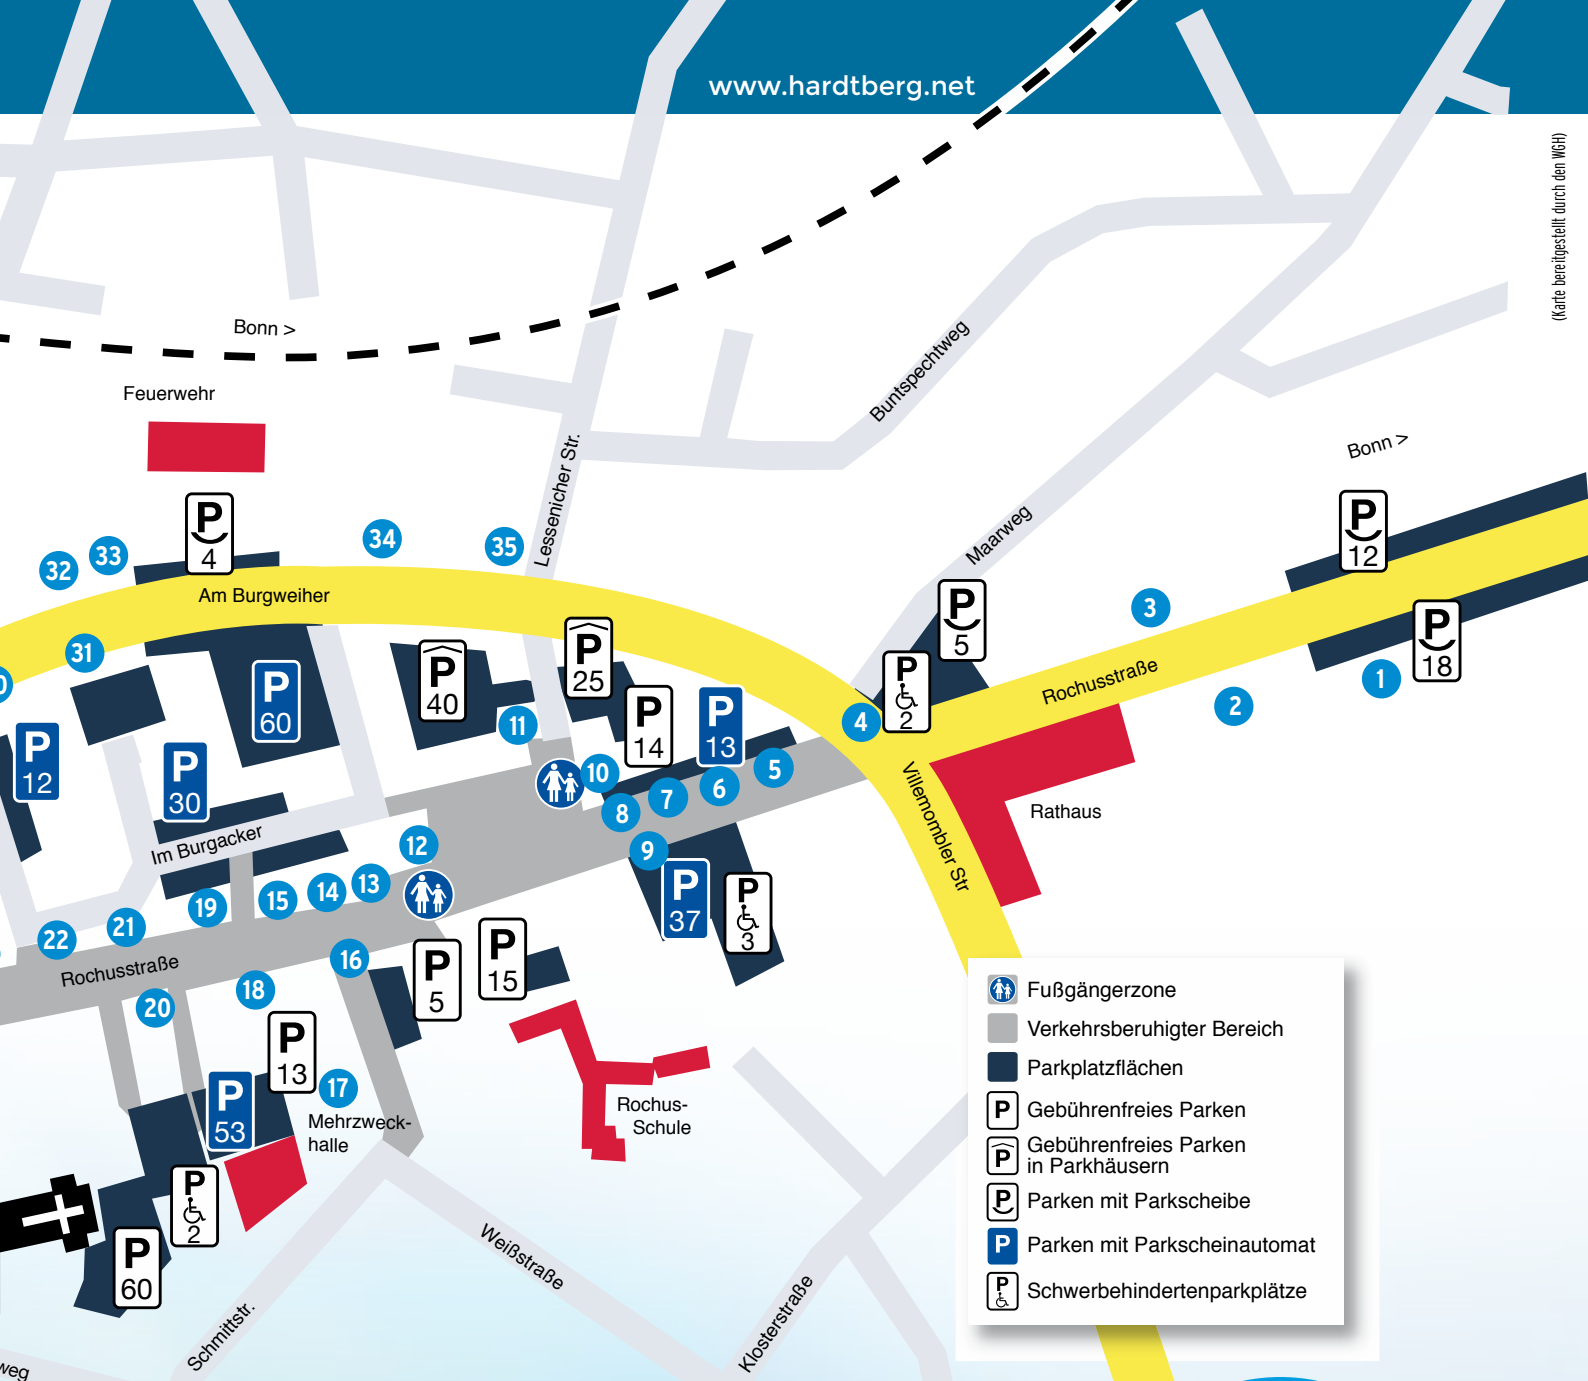 www.hardtberg.net
(Karte bereitgestellt durch den WGH)
Bonn >
Feuerwehr
Buntspechtweg
Bonn >
Lessenicher Str.
P
4
32
33
34
35
Maarweg
P
12
Am Burgweiher
P
5
3
P
18
31
P
60
P
40
P
25
P
14
P
13
P
2
Rochusstraße
1
2
4
11
P
12
P
30
10
5
6
7
8
9
Villemombler Str
Rathaus
Im Burgacker
12
13
14
15
19
P
37
P
3
21
22
Rochusstraße
16
P
5
P
15
18
20
P
13
17
P
53
Mehrzweck-
halle
Rochus-
Schule
P
2
P
60
Weißstraße
Schmittstr.
Klosterstraße
weg
Fußgängerzone
Verkehrsberuhigter Bereich
Parkplatzflächen
P Gebührenfreies Parken
P Gebührenfreies Parken
in Parkhäusern
P Parken mit Parkscheibe
P Parken mit Parkscheinautomat
P Schwerbehindertenparkplätze